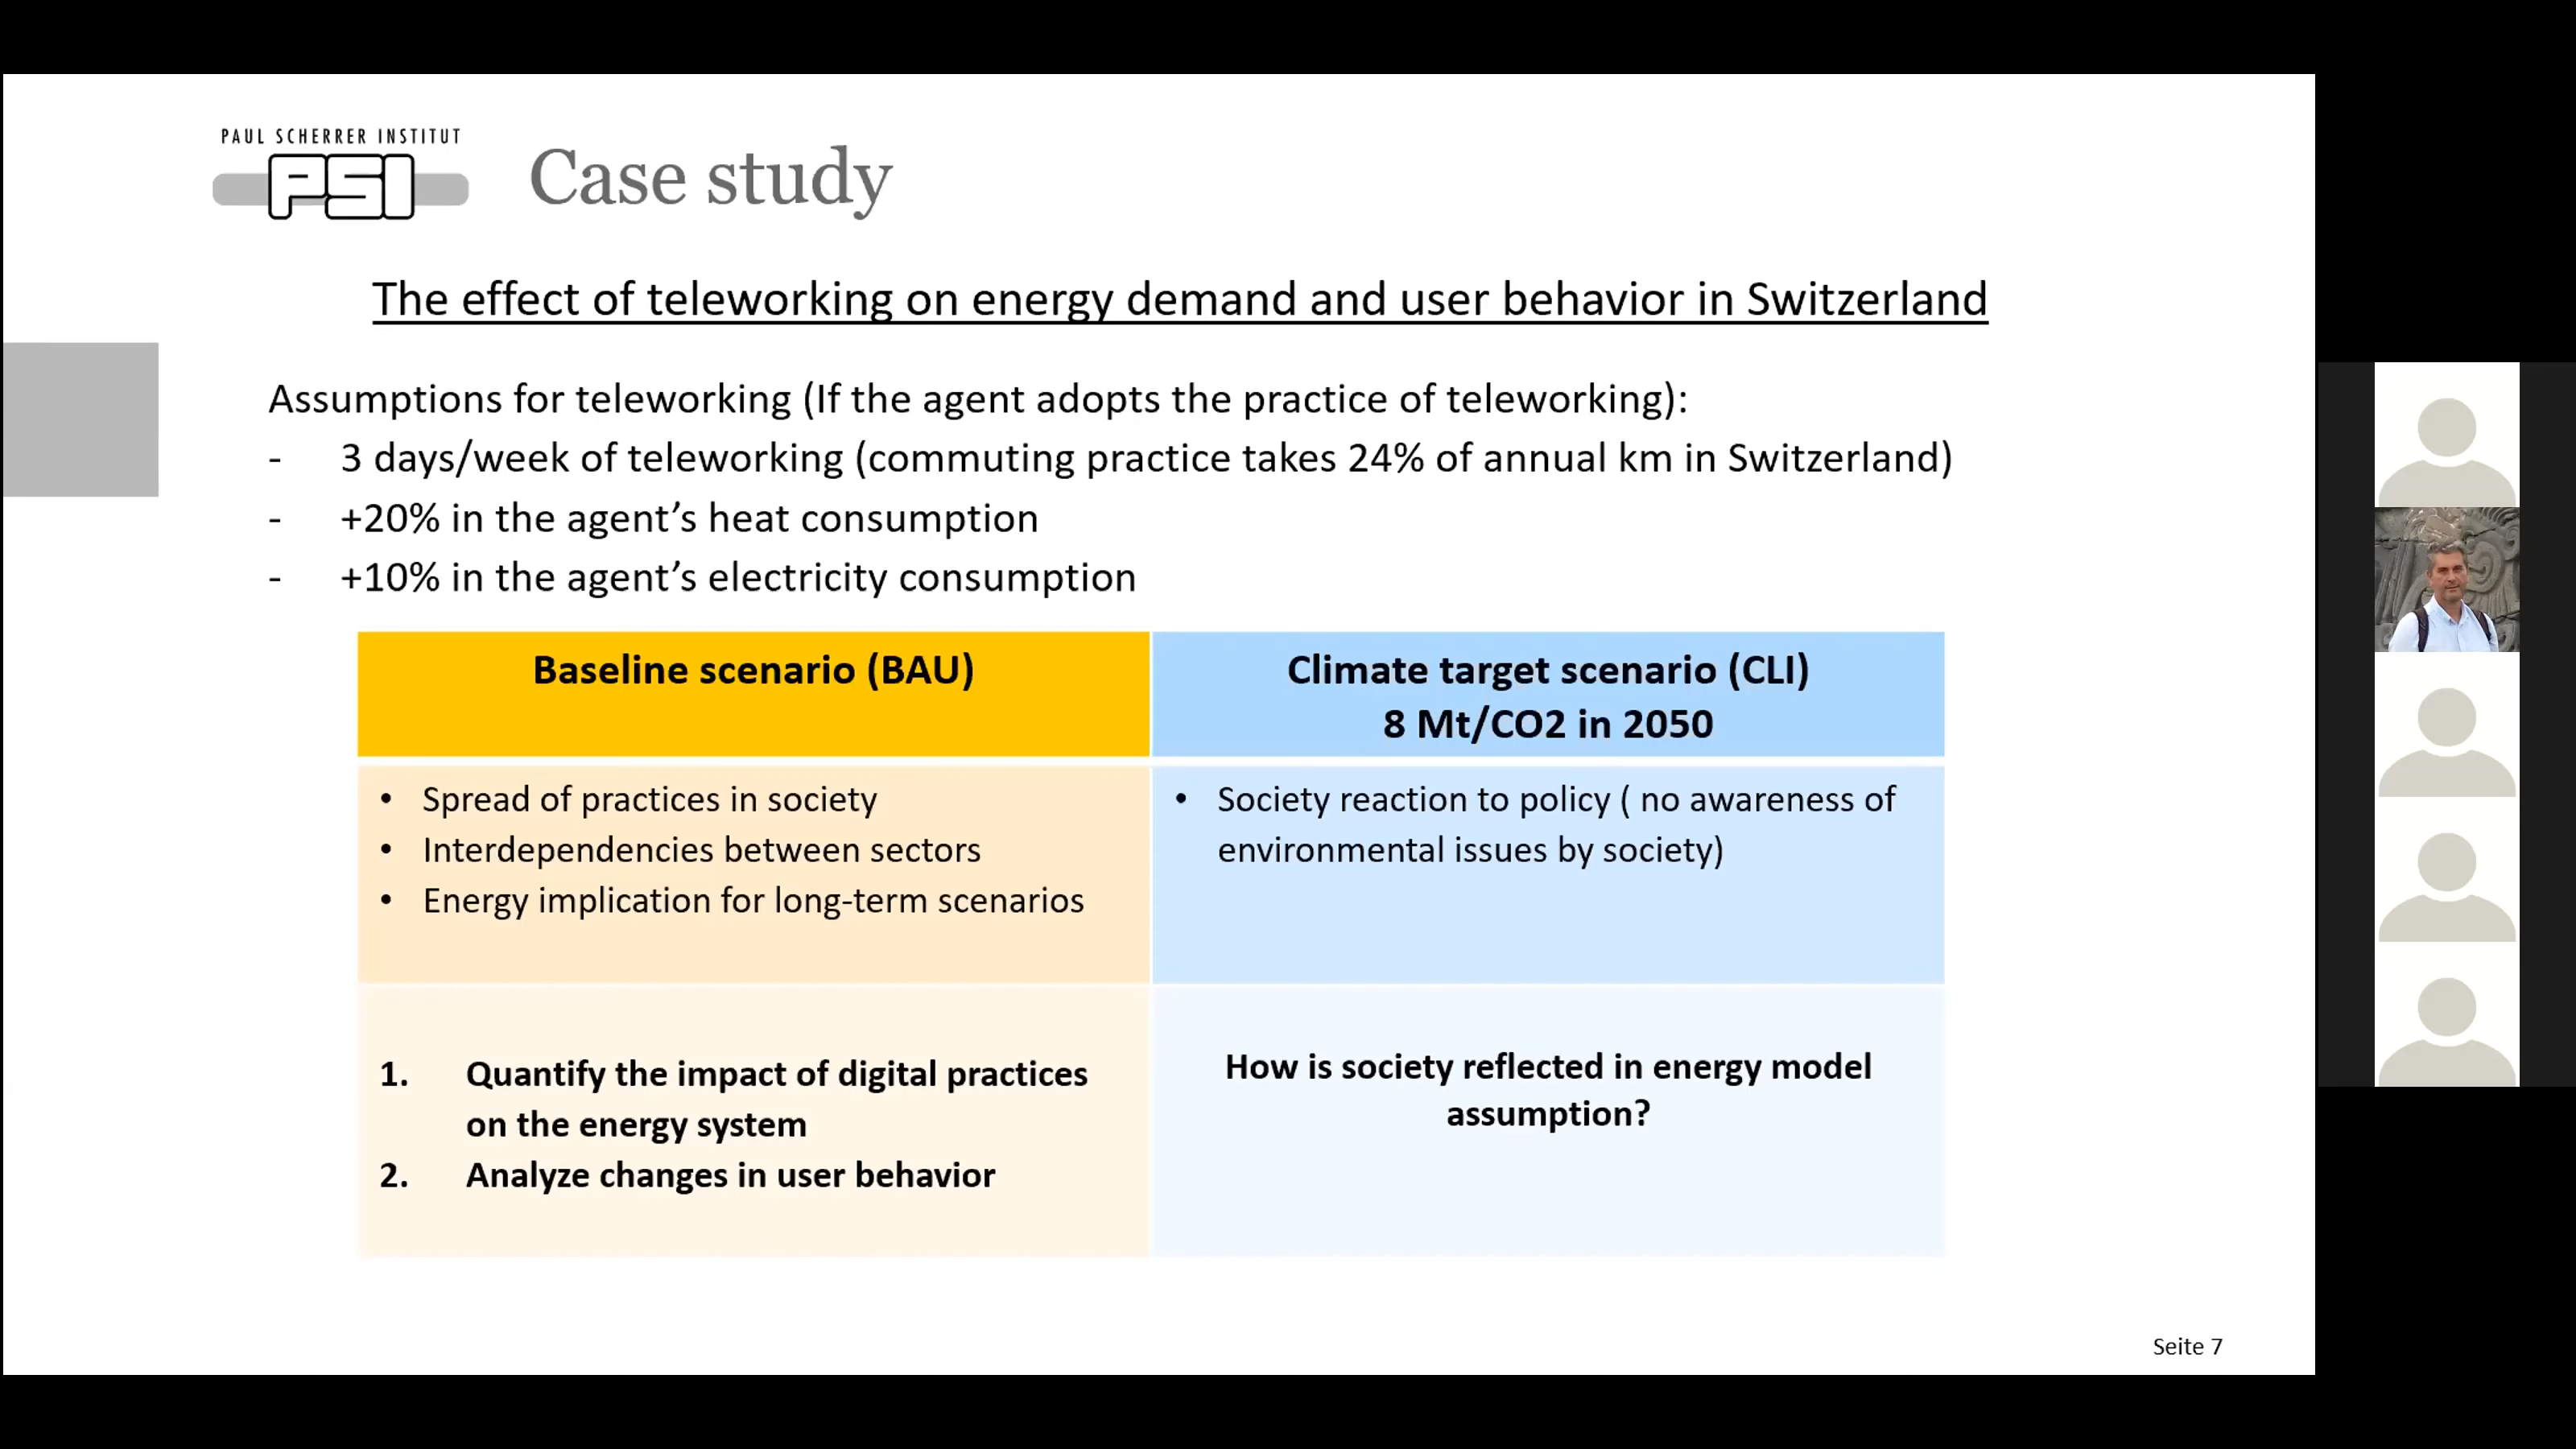 PAUL SCHERRER INSTITUT
PSI
Case study
The effect of teleworking on energy demand and user behavior in Switzerland
Assumptions for teleworking (If the agent adopts the practice of teleworking):
- 3 days/week of teleworking (commuting practice takes 24% of annual km in Switzerland)
- +20% in the agent’s heat consumption
- +10% in the agent’s electricity consumption
Baseline scenario (BAU)
Climate target scenario (CLI)
8 Mt/CO2 in 2050
• Spread of practices in society
• Interdependencies between sectors
• Energy implication for long-term scenarios
• Society reaction to policy ( no awareness of
environmental issues by society)
1. Quantify the impact of digital practices
on the energy system
2. Analyze changes in user behavior
How is society reflected in energy model
assumption?
Seite 7